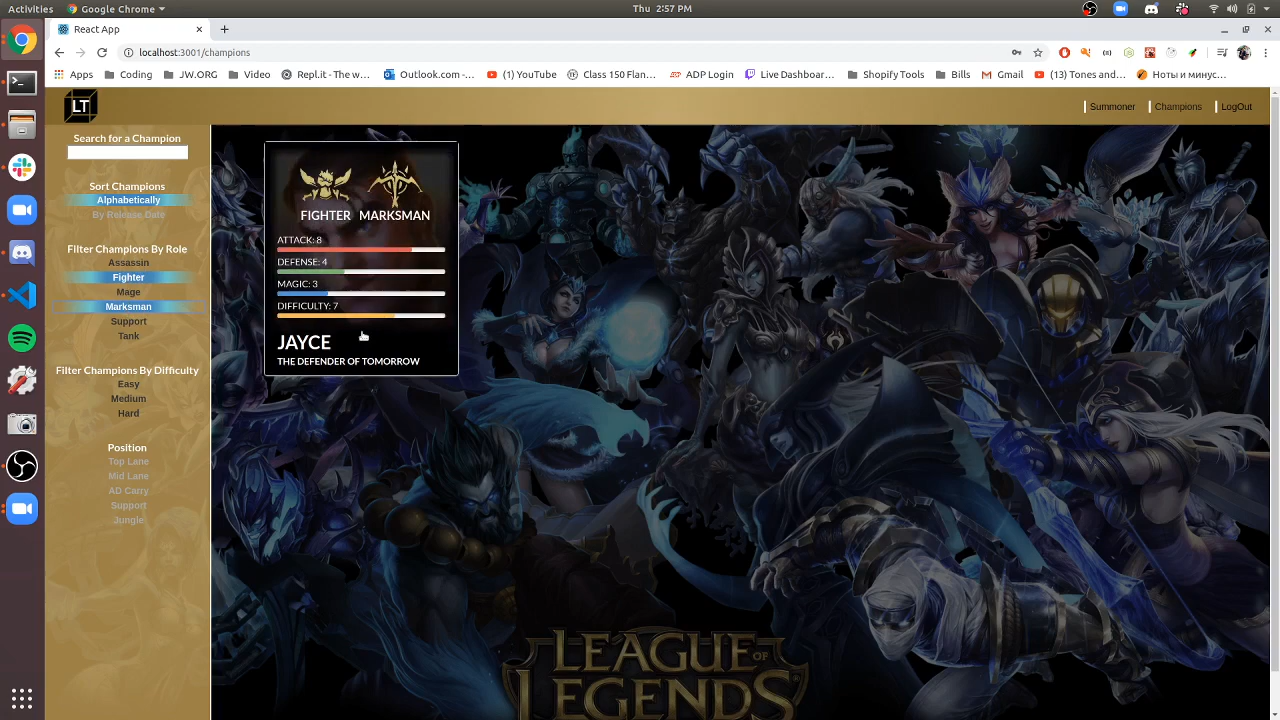 Activities
Google Chrome
Thu 2:57 PM
React App
localhost:3001/champions
Apps
Coding
JW.ORG
Video
Repl.it - The w...
Outlook.com -...
(1) YouTube
Class 150 Flan...
ADP Login
Live Dashboar...
Shopify Tools
Bills
Gmail
(13) Tones and...
Ноты и минус...
LT
Summoner
Champions
LogOut
Search for a Champion
Sort Champions
Alphabetically
By Release Date
Filter Champions By Role
Assassin
Fighter
Mage
Marksman
Support
Tank
Filter Champions By Difficulty
Easy
Medium
Hard
Position
Top Lane
Mid Lane
AD Carry
Support
Jungle
FIGHTER MARKSMAN
ATTACK: 8
DEFENSE: 4
MAGIC: 3
DIFFICULTY: 7
JAYCE
THE DEFENDER OF TOMORROW
LEAGUE OF
LEGENDS